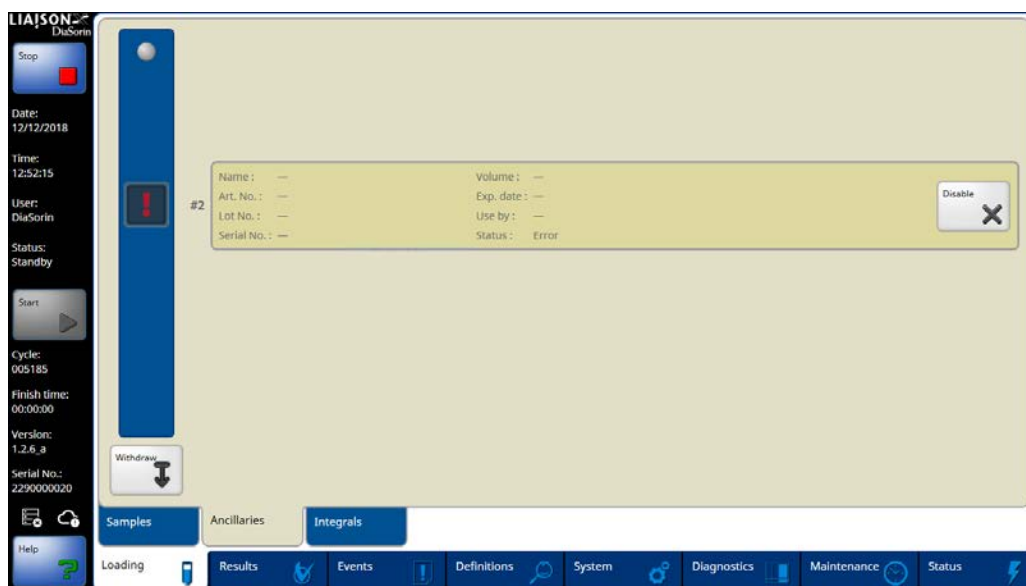 LIAISON
DiaSorin
Stop
Date:
12/12/2018
Time:
12:52:15
User:
DiaSorin
Status:
Standby
Start
Cycle:
005185
Finish time:
00:00:00
Version:
1.2.6_a
Serial No.:
2290000020
Help
#2
Name : —
Art. No. : —
Lot No. : —
Serial No. : —
Volume : —
Exp. date : —
Use by : —
Status : Error
Disable
Withdraw
Samples
Ancillaries
Integrals
Loading
Results
Events
Definitions
System
Diagnostics
Maintenance
Status